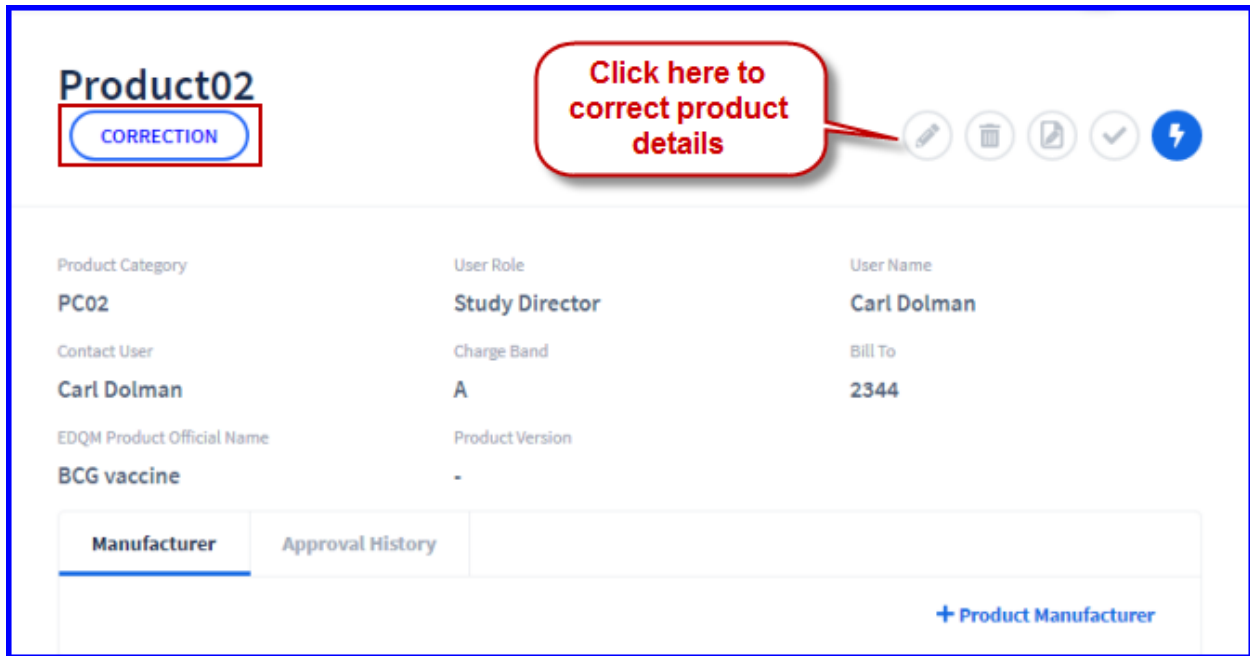 Product02
CORRECTION
Click here to
correct product
details
Product Category
User Role
User Name
PC02
Study Director
Carl Dolman
Contact User
Charge Band
Bill To
Carl Dolman
A
2344
EDQM Product Official Name
Product Version
BCG vaccine
-
Manufacturer
Approval History
+ Product Manufacturer